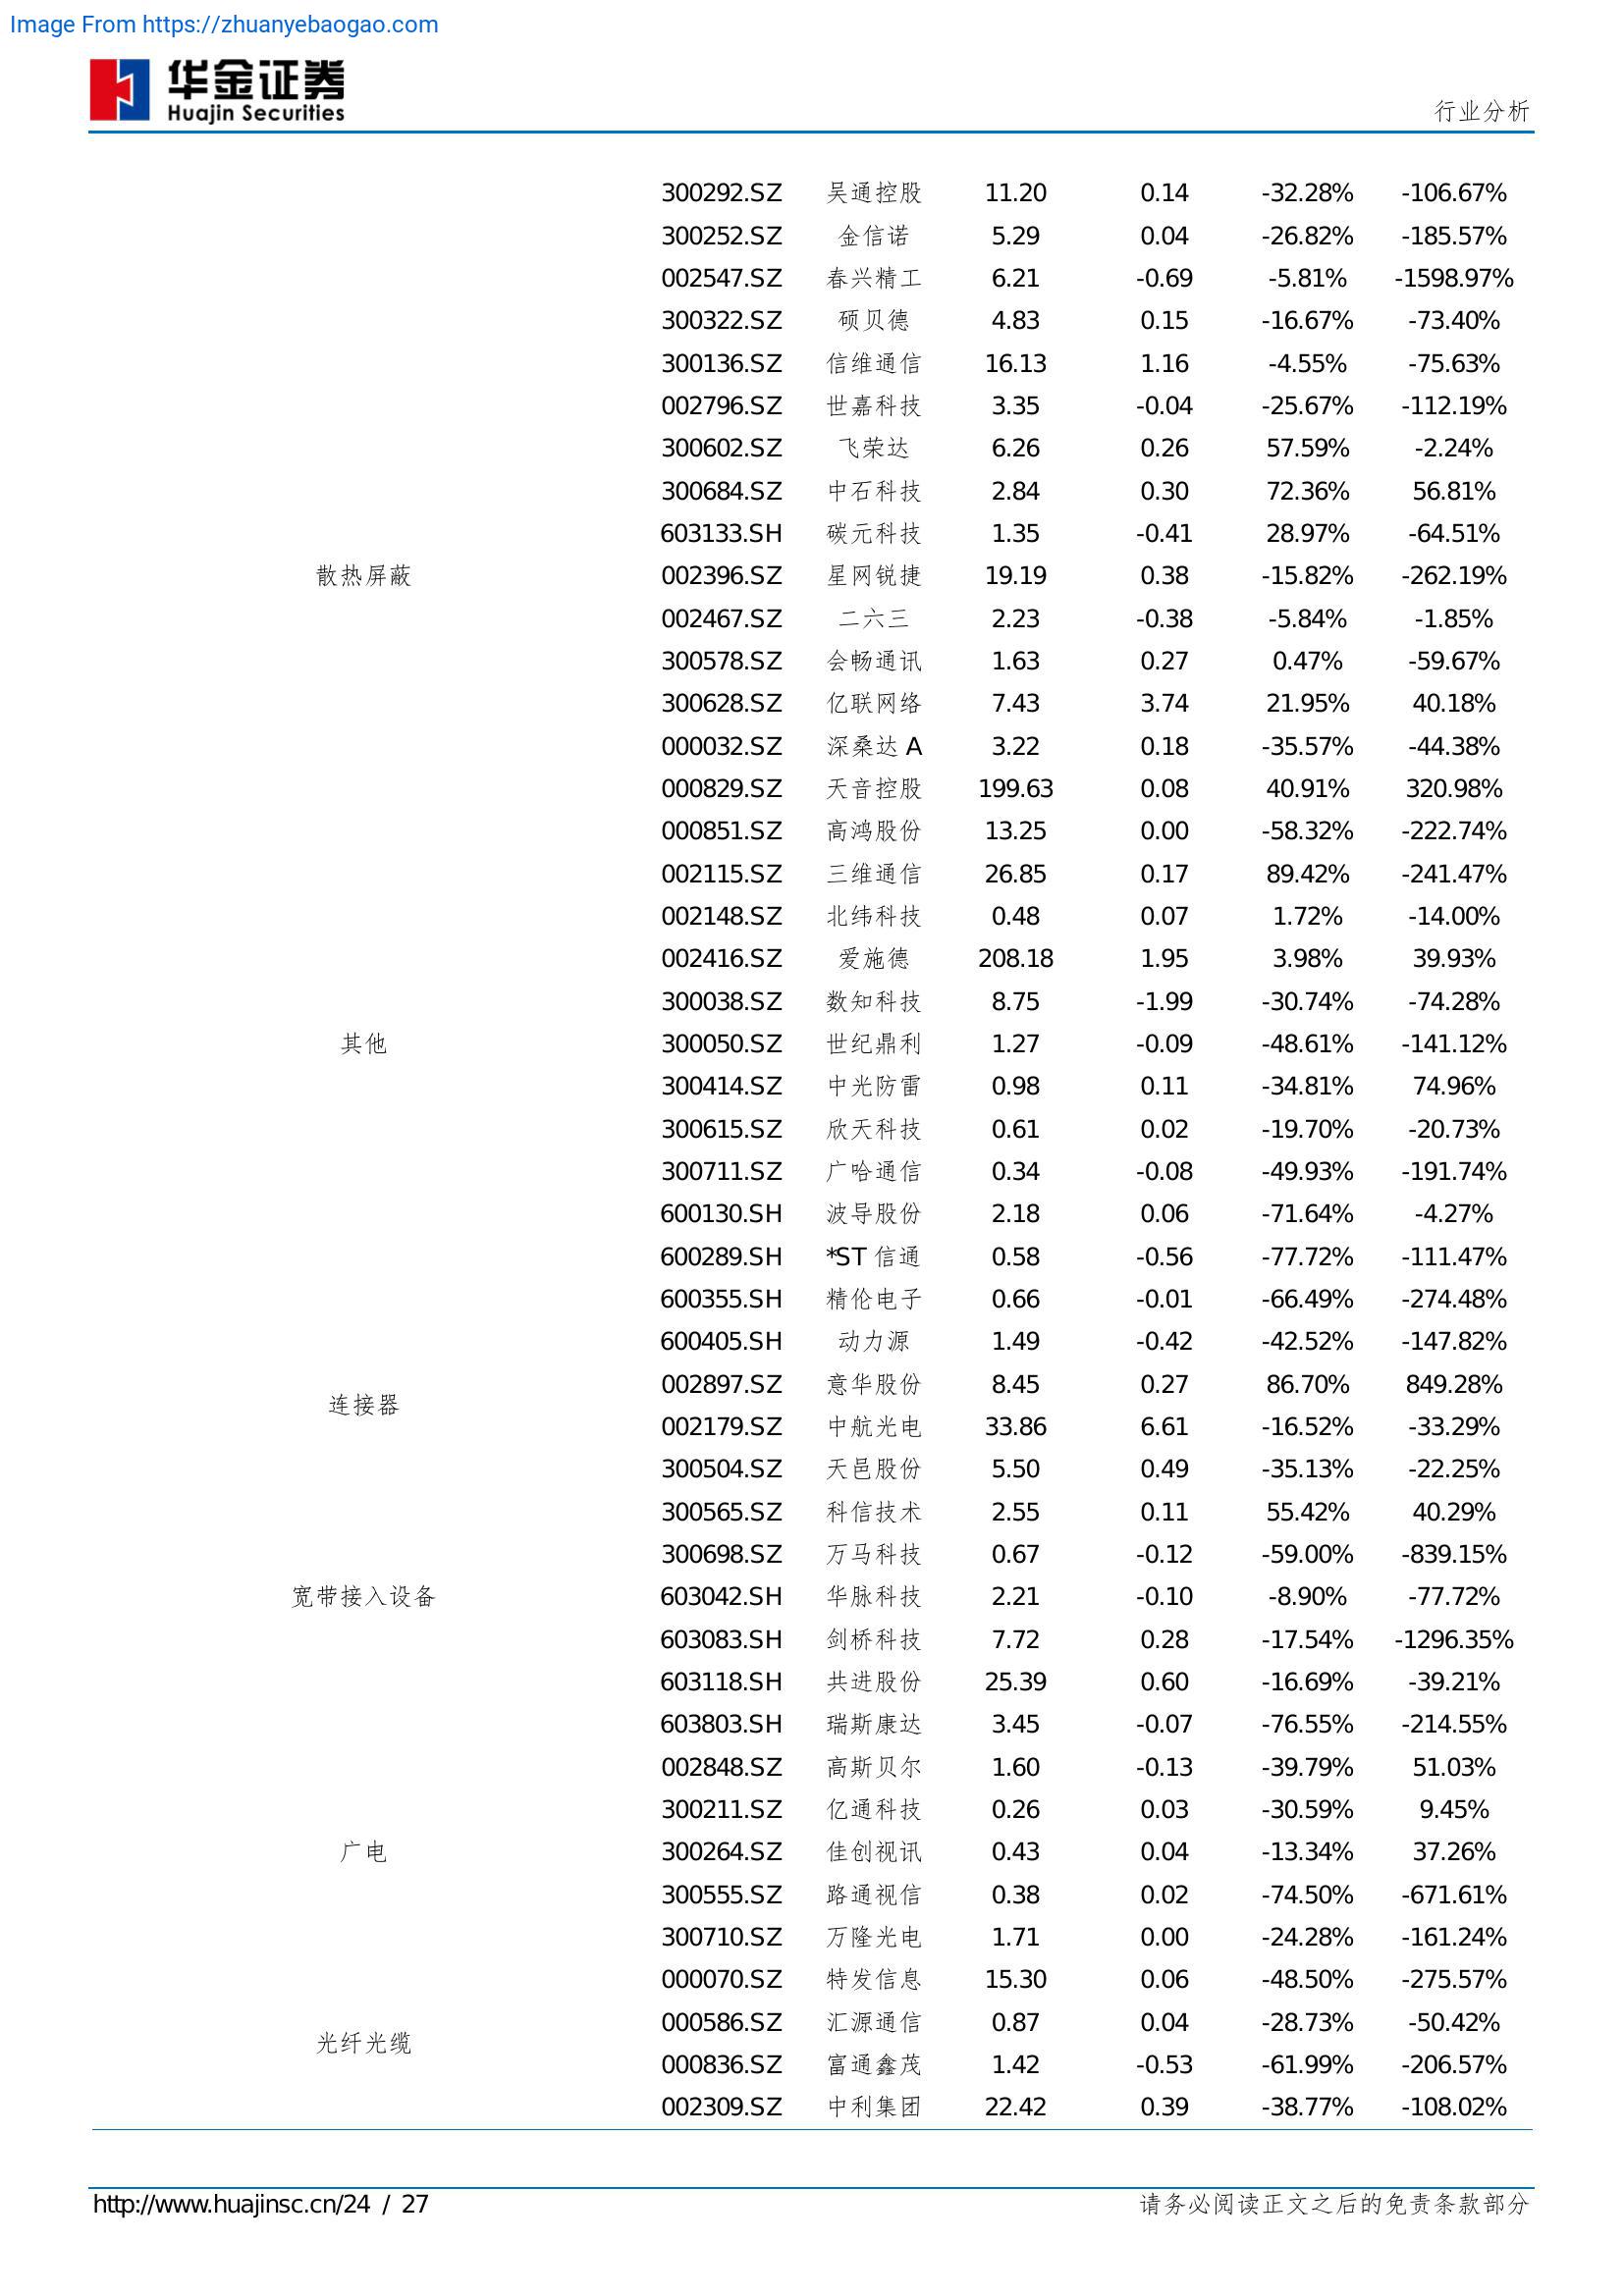 Image From https://zhuanyebaogao.com
华金证券
Huajin Securities
行业分析
300292.SZ 吴通控股 11.20 0.14 -32.28% -106.67%
300252.SZ 金信诺 5.29 0.04 -26.82% -185.57%
002547.SZ 春兴精工 6.21 -0.69 -5.81% -1598.97%
300322.SZ 硕贝德 4.83 0.15 -16.67% -73.40%
300136.SZ 信维通信 16.13 1.16 -4.55% -75.63%
002796.SZ 世嘉科技 3.35 -0.04 -25.67% -112.19%
300602.SZ 飞荣达 6.26 0.26 57.59% -2.24%
300684.SZ 中石科技 2.84 0.30 72.36% 56.81%
603133.SH 碳元科技 1.35 -0.41 28.97% -64.51%
散热屏蔽 002396.SZ 星网锐捷 19.19 0.38 -15.82% -262.19%
002467.SZ 二六三 2.23 -0.38 -5.84% -1.85%
300578.SZ 会畅通讯 1.63 0.27 0.47% -59.67%
300628.SZ 亿联网络 7.43 3.74 21.95% 40.18%
000032.SZ 深桑达 A 3.22 0.18 -35.57% -44.38%
000829.SZ 天音控股 199.63 0.08 40.91% 320.98%
000851.SZ 高鸿股份 13.25 0.00 -58.32% -222.74%
002115.SZ 三维通信 26.85 0.17 89.42% -241.47%
002148.SZ 北纬科技 0.48 0.07 1.72% -14.00%
002416.SZ 爱施德 208.18 1.95 3.98% 39.93%
300038.SZ 数知科技 8.75 -1.99 -30.74% -74.28%
其他 300050.SZ 世纪鼎利 1.27 -0.09 -48.61% -141.12%
300414.SZ 中光防雷 0.98 0.11 -34.81% 74.96%
300615.SZ 欣天科技 0.61 0.02 -19.70% -20.73%
300711.SZ 广哈通信 0.34 -0.08 -49.93% -191.74%
600130.SH 波导股份 2.18 0.06 -71.64% -4.27%
600289.SH *ST 信通 0.58 -0.56 -77.72% -111.47%
600355.SH 精伦电子 0.66 -0.01 -66.49% -274.48%
600405.SH 动力源 1.49 -0.42 -42.52% -147.82%
002897.SZ 意华股份 8.45 0.27 86.70% 849.28%
连接器
002179.SZ 中航光电 33.86 6.61 -16.52% -33.29%
300504.SZ 天邑股份 5.50 0.49 -35.13% -22.25%
300565.SZ 科信技术 2.55 0.11 55.42% 40.29%
300698.SZ 万马科技 0.67 -0.12 -59.00% -839.15%
宽带接入设备 603042.SH 华脉科技 2.21 -0.10 -8.90% -77.72%
603083.SH 剑桥科技 7.72 0.28 -17.54% -1296.35%
603118.SH 共进股份 25.39 0.60 -16.69% -39.21%
603803.SH 瑞斯康达 3.45 -0.07 -76.55% -214.55%
002848.SZ 高斯贝尔 1.60 -0.13 -39.79% 51.03%
300211.SZ 亿通科技 0.26 0.03 -30.59% 9.45%
广电 300264.SZ 佳创视讯 0.43 0.04 -13.34% 37.26%
300555.SZ 路通视信 0.38 0.02 -74.50% -671.61%
300710.SZ 万隆光电 1.71 0.00 -24.28% -161.24%
000070.SZ 特发信息 15.30 0.06 -48.50% -275.57%
000586.SZ 汇源通信 0.87 0.04 -28.73% -50.42%
光纤光缆
000836.SZ 富通鑫茂 1.42 -0.53 -61.99% -206.57%
002309.SZ 中利集团 22.42 0.39 -38.77% -108.02%
http://www.huajinsc.cn/24 / 27
请务必阅读正文之后的免责条款部分